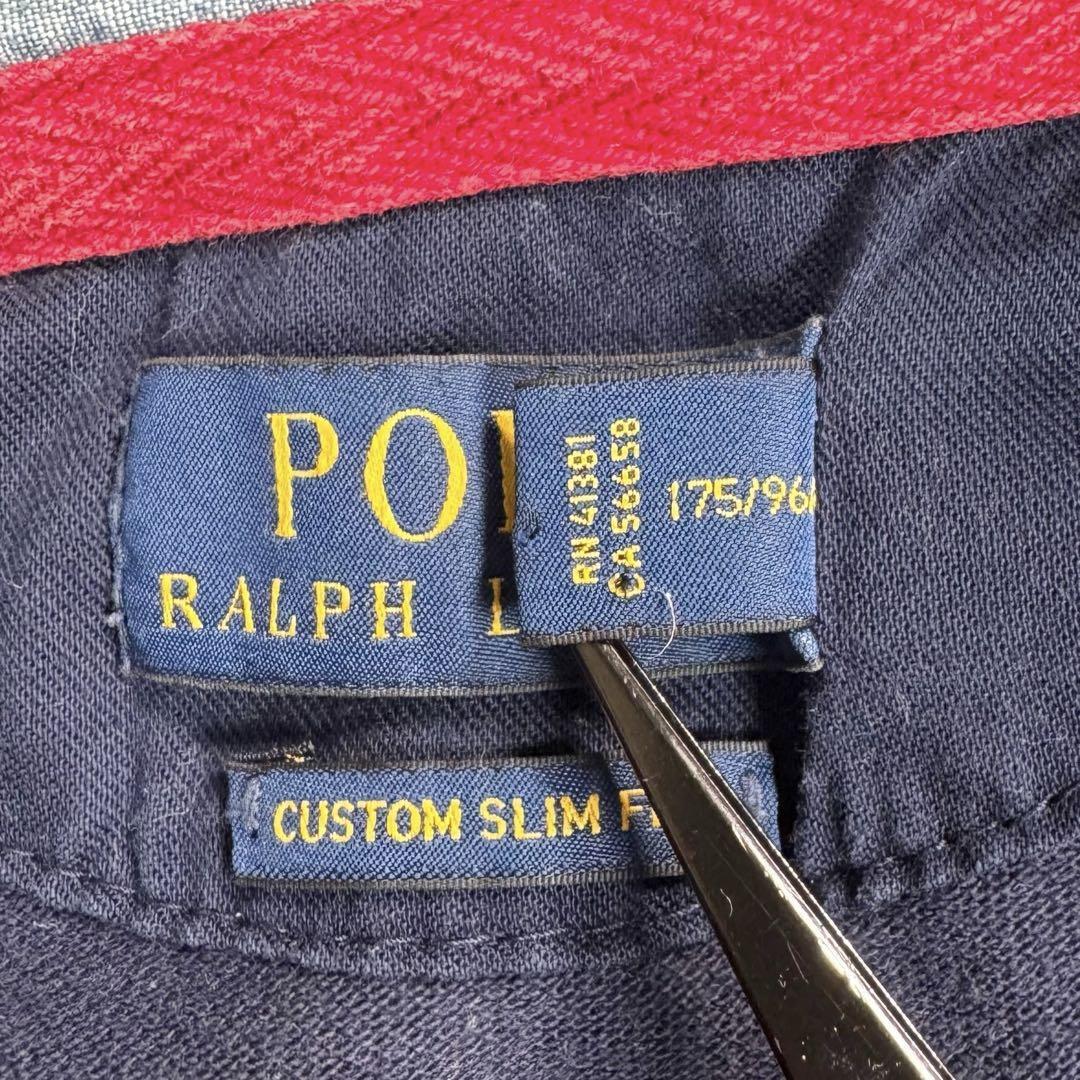 PO
RALPH L
RN 41381
CA 56658
175/96
CUSTOM SLIM F